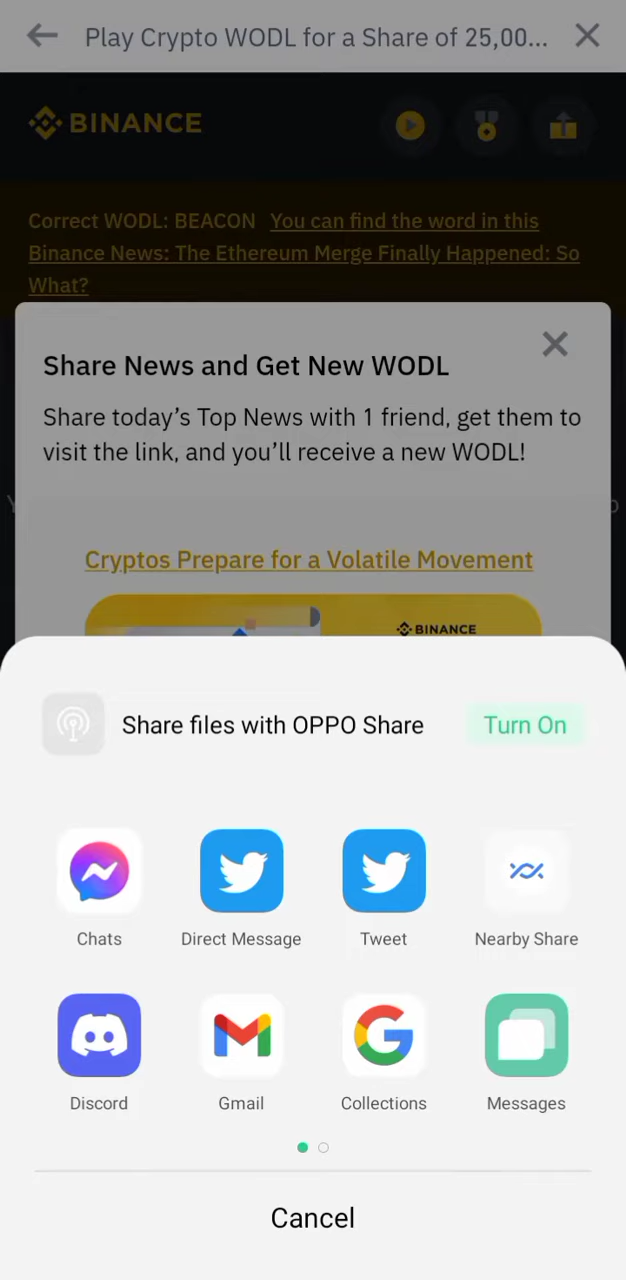 Play Crypto WODL for a Share of 25,00...
BINANCE
Correct WODL: BEACON You can find the word in this
Binance News: The Ethereum Merge Finally Happened: So
What?
Share News and Get New WODL
Share today’s Top News with 1 friend, get them to
visit the link, and you’ll receive a new WODL!
Cryptos Prepare for a Volatile Movement
BINANCE
Share files with OPPO Share
Turn On
Chats
Direct Message
Tweet
Nearby Share
Discord
Gmail
Collections
Messages
Cancel